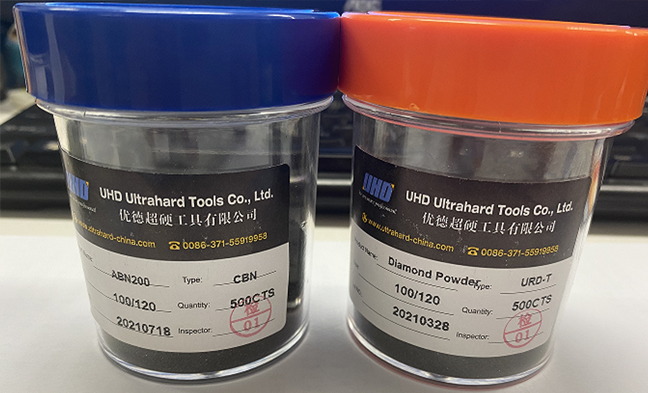 UHD
UHD Ultrahard Tools Co., Ltd.
优德超硬工具有限公司
www.ultrahard-china.com ☎0086-371-55919958
ABN200 Type: CBN
100/120 Quantity: 500CTS
20210718 Inspector: 检 01
UHD
UHD Ultrahard Tools Co., Ltd.
优德超硬工具有限公司
www.ultrahard-china.com ☎0086-371-55919958
Name: Diamond Powder Type: URD-T
100/120 Quantity: 500CTS
20210328 Inspector: 检 01